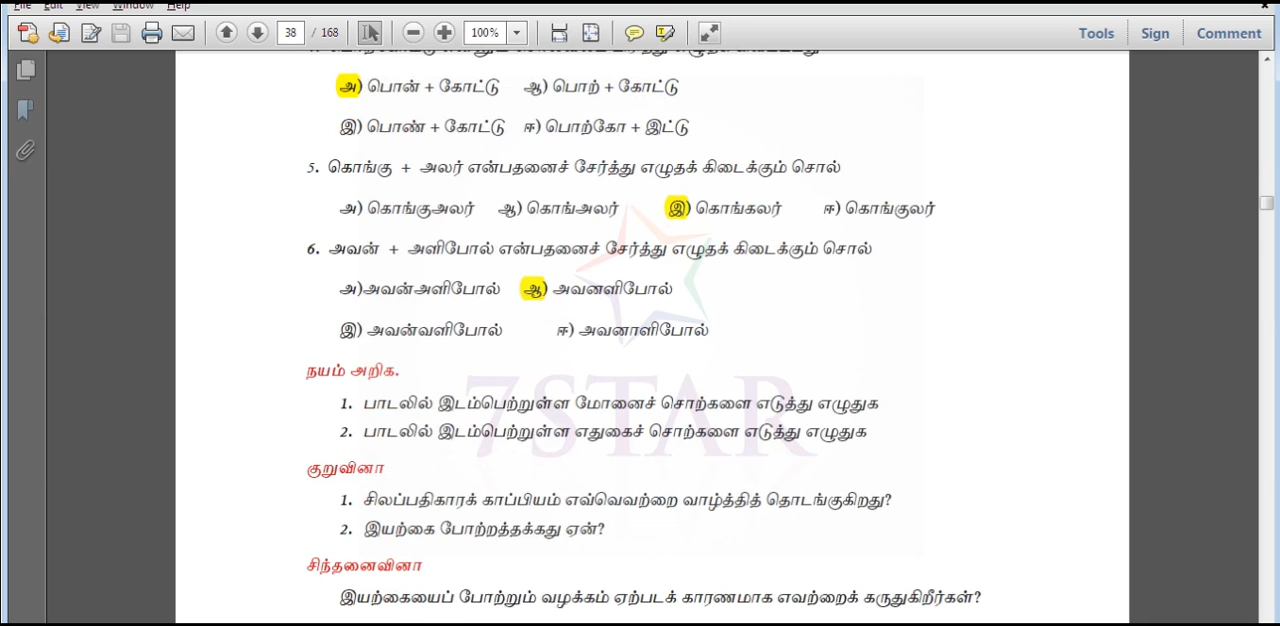 File Edit View Window Help
38 / 168 100% Tools Sign Comment
அ) பொன் + கோட்டு ஆ) பொற் + கோட்டு
இ) பொண் + கோட்டு ஈ) பொற்கோ + இட்டு
5. கொங்கு + அலர் என்பதனைச் சேர்த்து எழுதக் கிடைக்கும் சொல்
அ) கொங்குஅலர் ஆ) கொங்அலர் இ) கொங்கலர் ஈ) கொங்குலர்
6. அவன் + அளிபோல் என்பதனைச் சேர்த்து எழுதக் கிடைக்கும் சொல்
அ)அவன்அளிபோல் ஆ) அவனளிபோல்
இ) அவன்வளிபோல் ஈ) அவனாளிபோல்
நயம் அறிக.
7STAR
1. பாடலில் இடம்பெற்றுள்ள மோனைச் சொற்களை எடுத்து எழுதுக
2. பாடலில் இடம்பெற்றுள்ள எதுகைச் சொற்களை எடுத்து எழுதுக
குறுவினா
1. சிலப்பதிகாரக் காப்பியம் எவ்வெவற்றை வாழ்த்தித் தொடங்குகிறது?
2. இயற்கை போற்றத்தக்கது ஏன்?
சிந்தனைவினா
இயற்கையைப் போற்றும் வழக்கம் ஏற்படக் காரணமாக எவற்றைக் கருதுகிறீர்கள்?